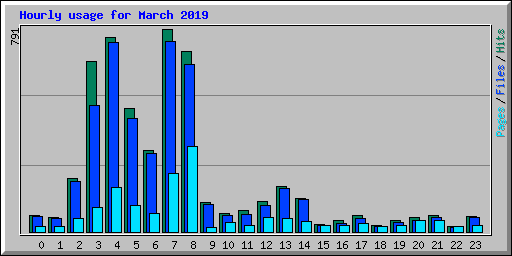 Hourly usage for March 2019
791
Pages / Files / Hits
0 1 2 3 4 5 6 7 8 9 10 11 12 13 14 15 16 17 18 19 20 21 22 23